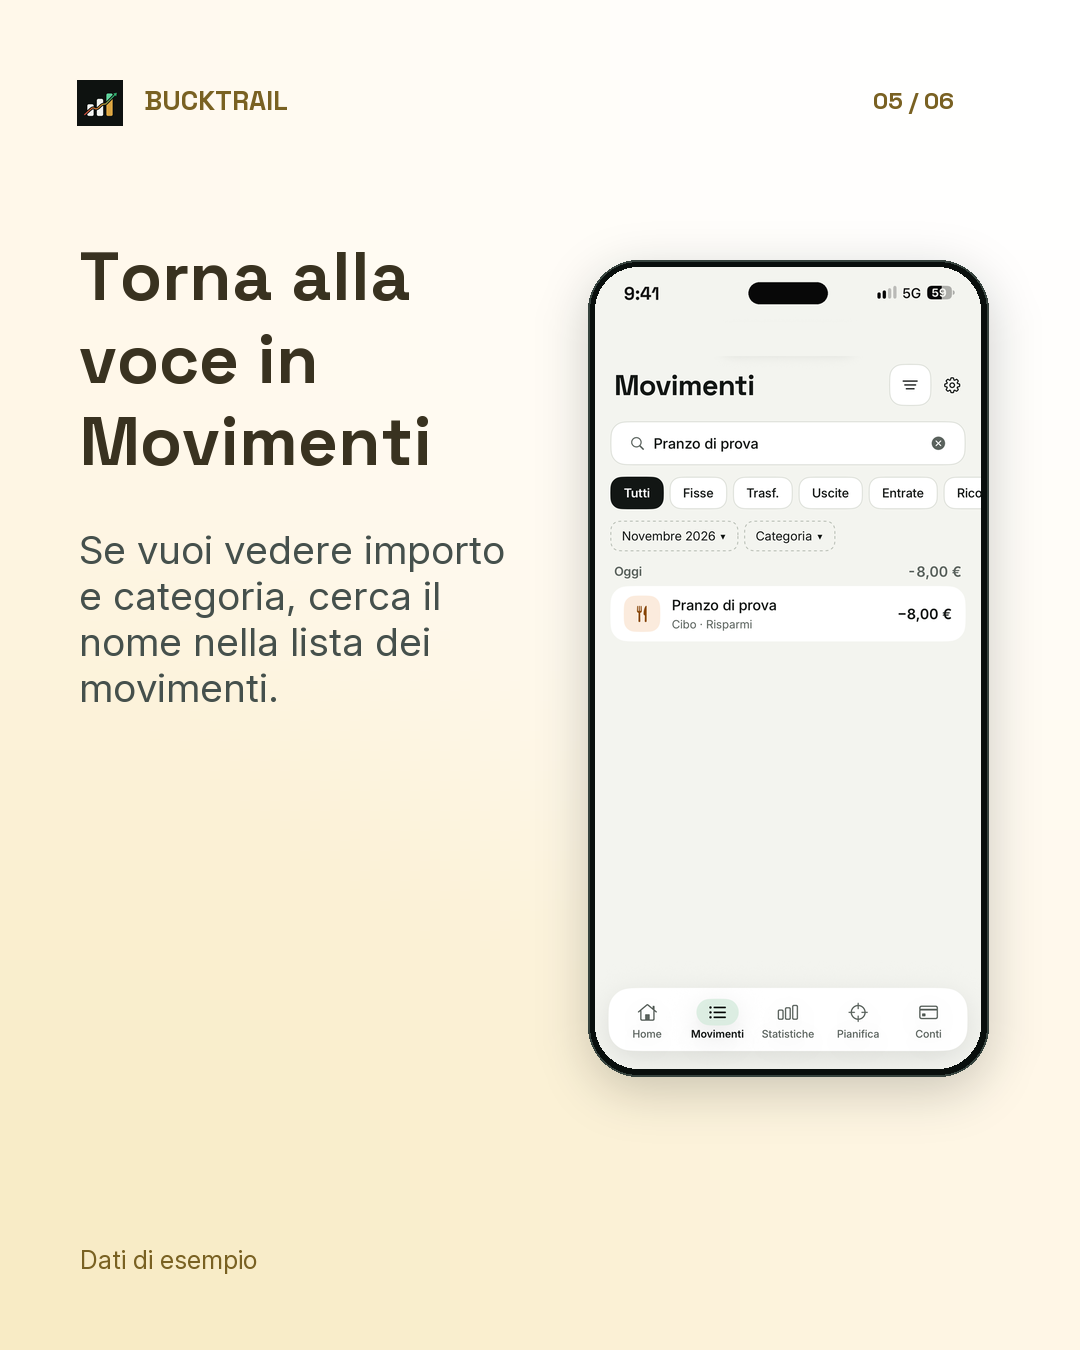 BUCKTRAIL
05 / 06
Torna alla
voce in
Movimenti
Se vuoi vedere importo
e categoria, cerca il
nome nella lista dei
movimenti.
9:41
5G 59
Movimenti
Pranzo di prova
Tutti Fisse Trasf. Uscite Entrate Rico
Novembre 2026 ▾ Categoria ▾
Oggi -8,00 €
Pranzo di prova
Cibo · Risparmi
−8,00 €
Home Movimenti Statistiche Pianifica Conti
Dati di esempio